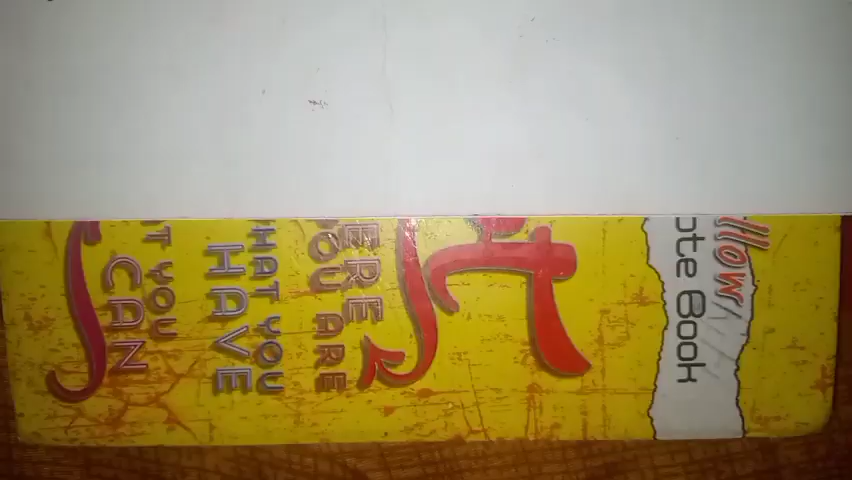 llow
ote Book
ERE
YOU ARE
HAT YOU
HAVE
T YOU
CAN